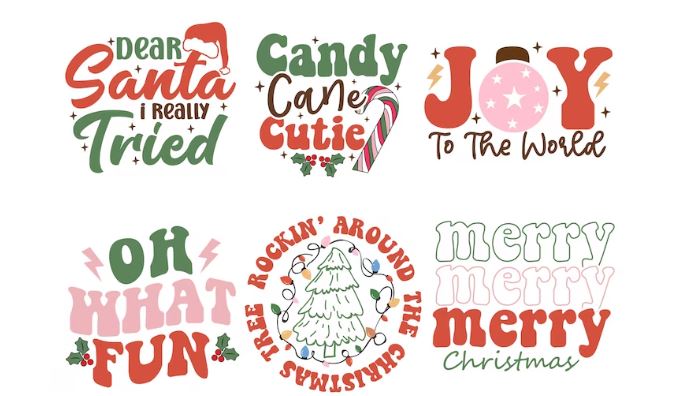 DEAR
Santa
i REALLY
Tried
Candy
Cane
Cutie
JOY
To The World
OH
WHAT
FUN
ROCKIN' AROUND THE CHRISTMAS TREE
merry
merry
merry
Christmas